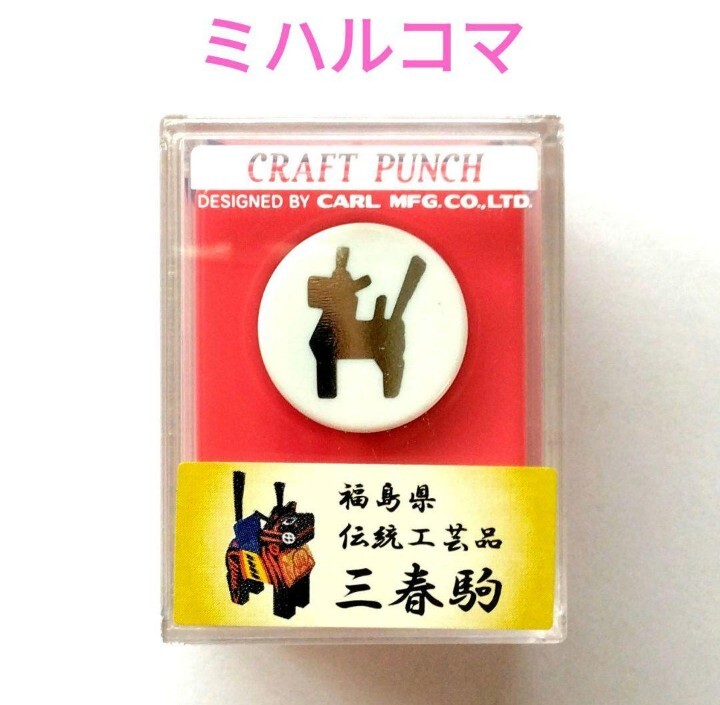 ミハルコマ
CRAFT PUNCH
DESIGNED BY CARL MFG.CO.,LTD.
福島県
伝統工芸品
三春駒